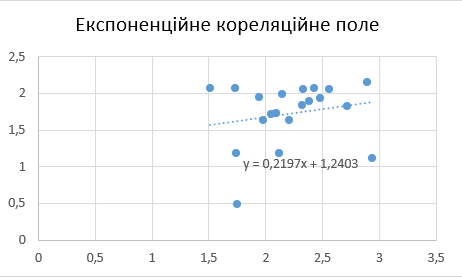 Експоненційне кореляційне поле
2,5
2
1,5
1
0,5
0
y = 0,2197x + 1,2403
0 0,5 1 1,5 2 2,5 3 3,5